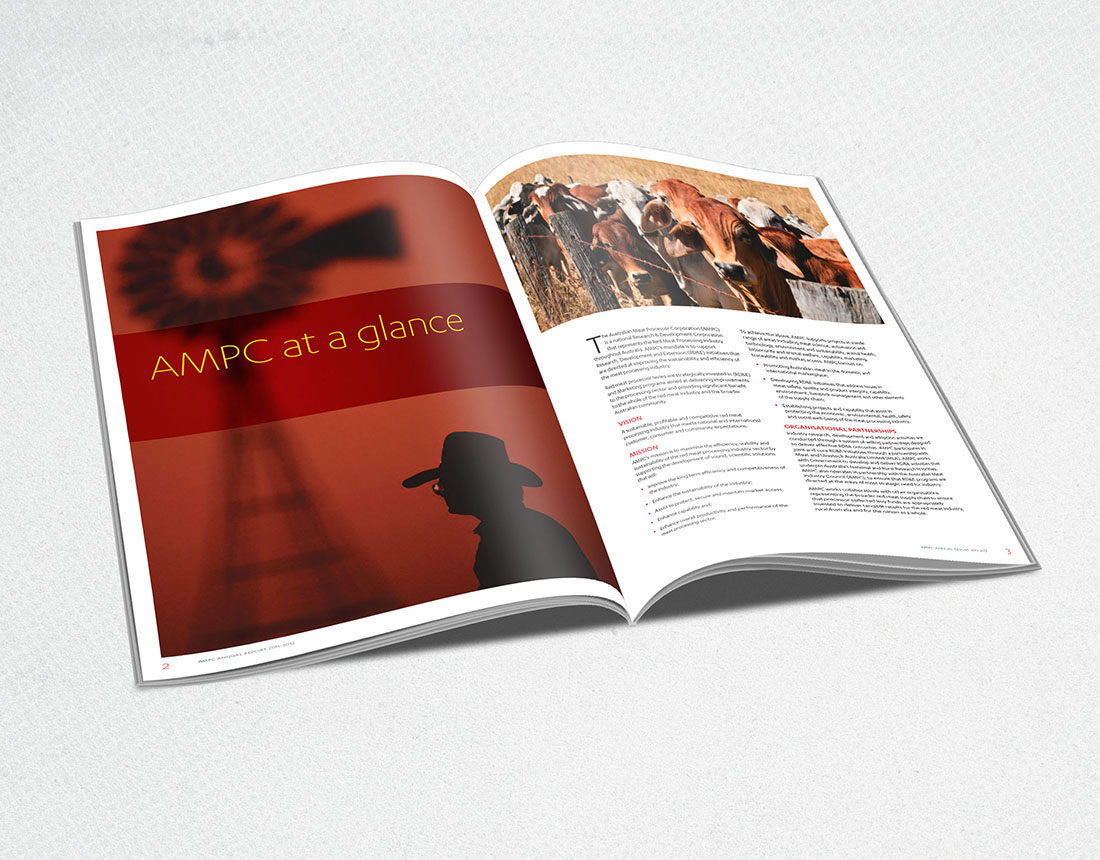 AMPC at a glance
2
AMPC ANNUAL REPORT 2011-2012
The Australian Meat Processor Corporation (AMPC)
is a national Research & Development Corporation
that represents the Red Meat Processing Industry
throughout Australia. AMPC's mandate is to support
Research, Development and Extension (RD&E) initiatives that
are directed at improving the sustainability and efficiency of
the meat processing industry.
Red meat processor levies are strategically invested in (RD&E)
and Marketing programs aimed at delivering improvements
to the processing sector and providing significant benefit
to the whole of the red meat industry and the broader
Australian community.
VISION
A sustainable, profitable and competitive red meat
processing industry that meets national and international
customer, consumer and community expectations.
MISSION
AMPC's mission is to maximise the efficiency, viability and
sustainability of the red meat processing industry sector by
supporting the development of sound, scientific solutions
that will:
• Improve the long term efficiency and competitiveness of
the industry;
• Enhance the sustainability of the industry;
• Assist to protect, secure and maintain market access;
• Enhance capability and;
• Enhance overall productivity and performance of the
meat processing sector.
To achieve the above, AMPC supports projects in a wide
range of areas including meat science, automation and
technology, environment and sustainability, animal health,
biosecurity and animal welfare, capability, marketing,
traceability and market access. AMPC focuses on:
• Promoting Australian meat in the domestic and
international marketplace;
• Developing RD&E initiatives that address issues in
meat safety, quality and product integrity, capability,
environment, livestock management and other elements
of the supply chain;
• Establishing projects and capability that assist in
protecting the economic, environmental, health, safety
and social well being of the meat processing industry.
ORGANISATIONAL PARTNERSHIPS
Industry research, development and adoption activities are
conducted through a system of selling partnerships designed
to deliver effective RD&E outcomes. AMPC participate in
joint and core RD&E initiatives through a partnership with
Meat and Livestock Australia Limited (MLA). AMPC works
with Government to develop and deliver RD&E activities that
underpin Australia's National and Rural Research Priorities.
AMPC also operates in partnership with the Australian Meat
Industry Council (AMIC), to ensure that RD&E programs are
directed at the areas of most strategic need for industry.
AMPC works collaboratively with other organisations
representing the broader red meat supply chain to ensure
that processor collected levy funds are appropriately
invested to deliver tangible results for the red meat industry,
rural Australia and for the nation as a whole.
AMPC ANNUAL REPORT 2011-2012
3